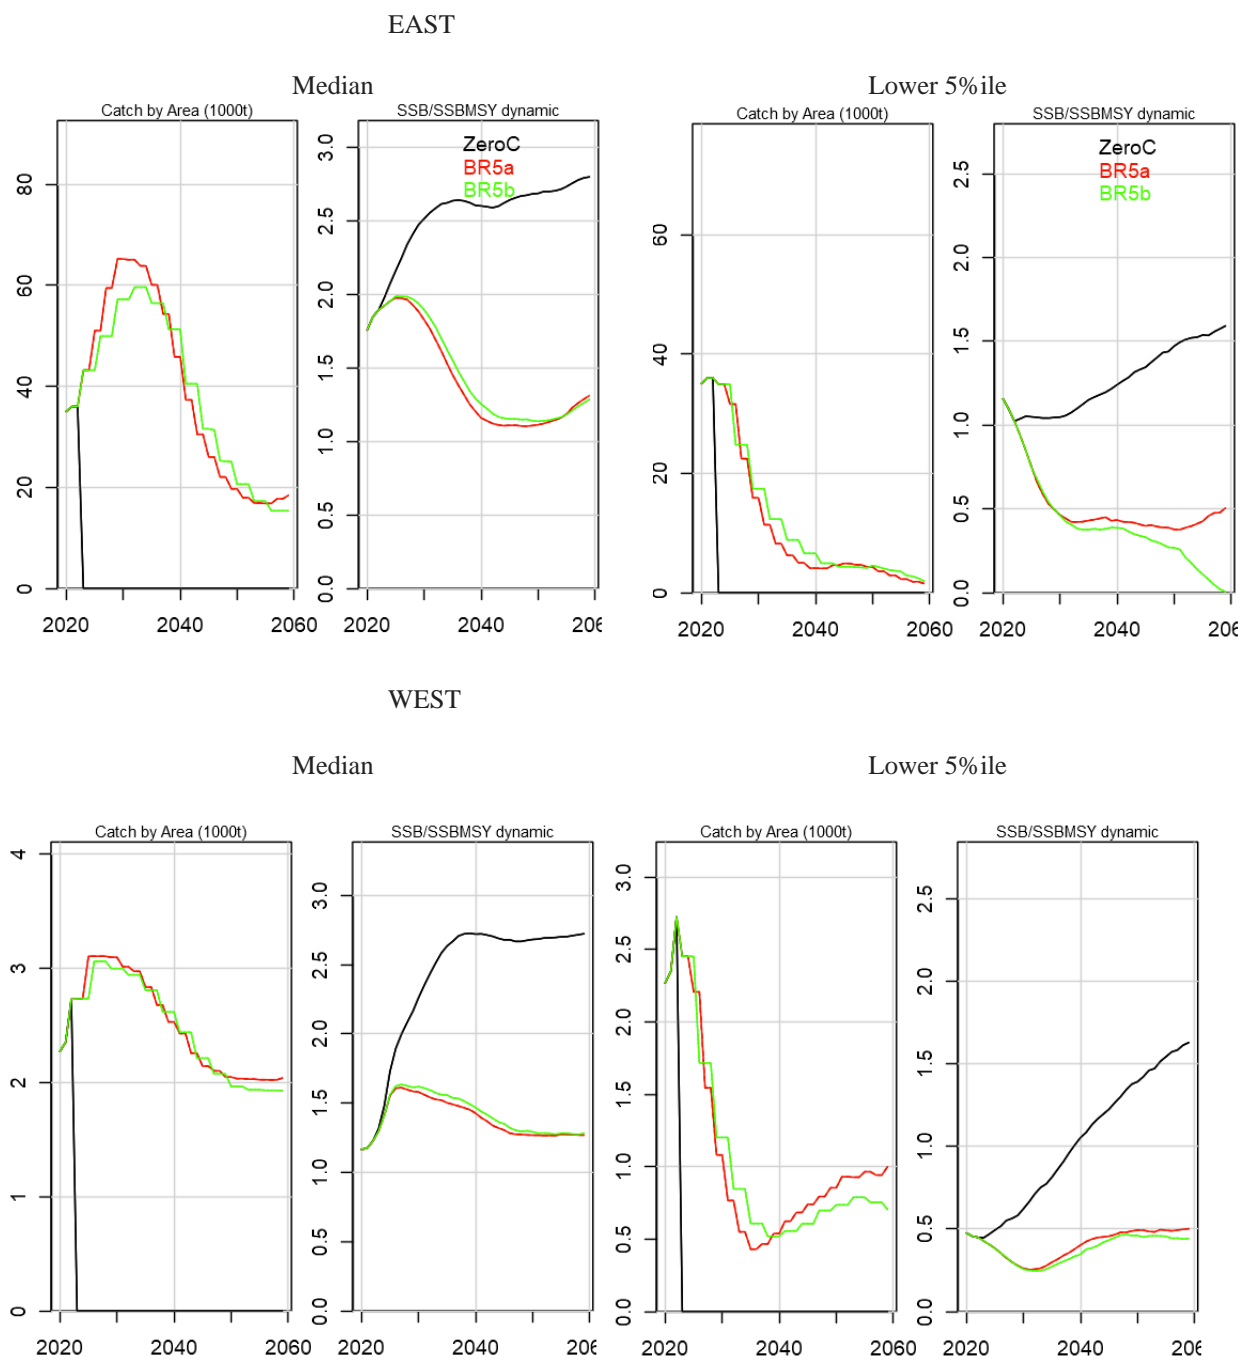 EAST
Median
Lower 5%ile
Catch by Area (1000t)
SSB/SSBMSY dynamic
Catch by Area (1000t)
SSB/SSBMSY dynamic
ZeroC
BR5a
BR5b
ZeroC
BR5a
BR5b
0 20 40 60 80
0.0 0.5 1.0 1.5 2.0 2.5 3.0
0 20 40 60
0.0 0.5 1.0 1.5 2.0 2.5
2020 2040 2060
2020 2040 206
2020 2040 2060
2020 2040 206
WEST
Median
Lower 5%ile
Catch by Area (1000t)
SSB/SSBMSY dynamic
Catch by Area (1000t)
SSB/SSBMSY dynamic
0 1 2 3 4
0.0 0.5 1.0 1.5 2.0 2.5 3.0
0.0 0.5 1.0 1.5 2.0 2.5 3.0
0.0 0.5 1.0 1.5 2.0 2.5
2020 2040 2060
2020 2040 206
2020 2040 2060
2020 2040 206